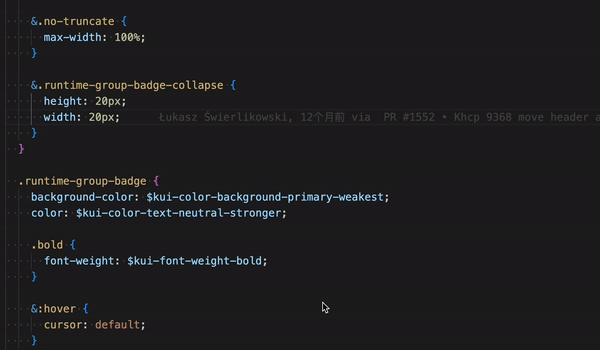 &.no-truncate {
max-width: 100%;
}
&.runtime-group-badge-collapse {
height: 20px;
width: 20px; Łukasz Świerlikowski, 12个月前 via PR #1552 • Khcp 9368 move header a
}
}
.runtime-group-badge {
background-color: $kui-color-background-primary-weakest;
color: $kui-color-text-neutral-stronger;
.bold {
font-weight: $kui-font-weight-bold;
}
&:hover {
cursor: default;
}